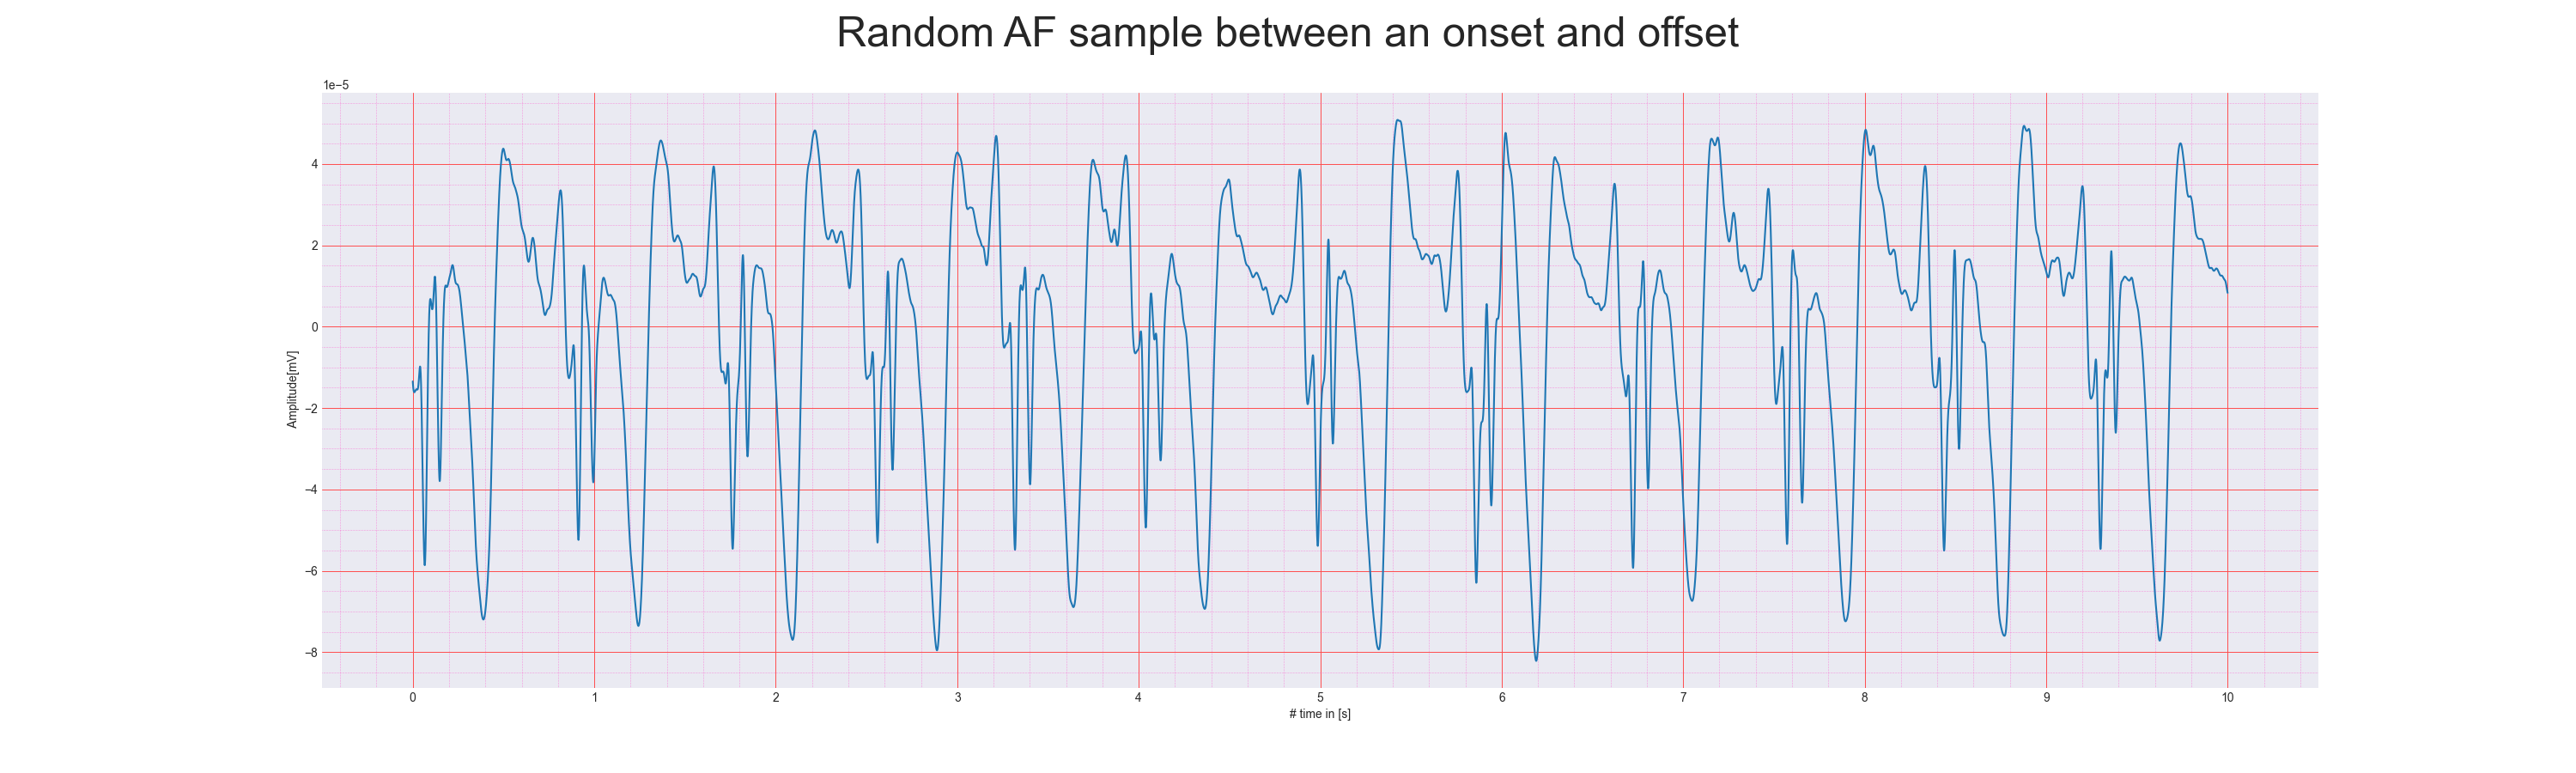 Random AF sample between an onset and offset
1e−5
4
2
0
−2
−4
−6
−8
Amplitude[mV]
0 1 2 3 4 5 6 7 8 9 10
# time in [s]